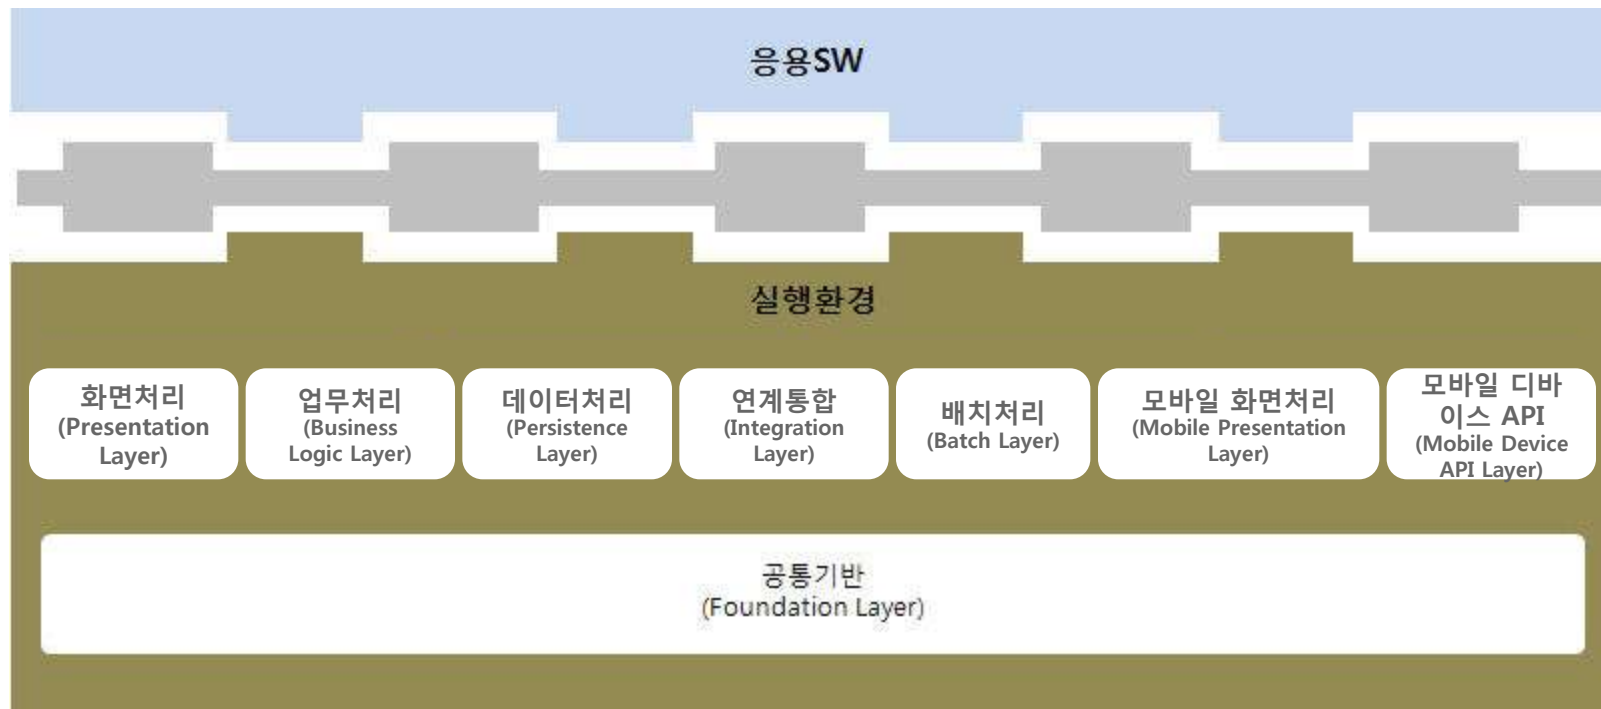 응용SW
실행환경
화면처리
(Presentation
Layer)
업무처리
(Business
Logic Layer)
데이터처리
(Persistence
Layer)
연계통합
(Integration
Layer)
배치처리
(Batch Layer)
모바일 화면처리
(Mobile Presentation
Layer)
모바일 디바
이스 API
(Mobile Device
API Layer)
공통기반
(Foundation Layer)